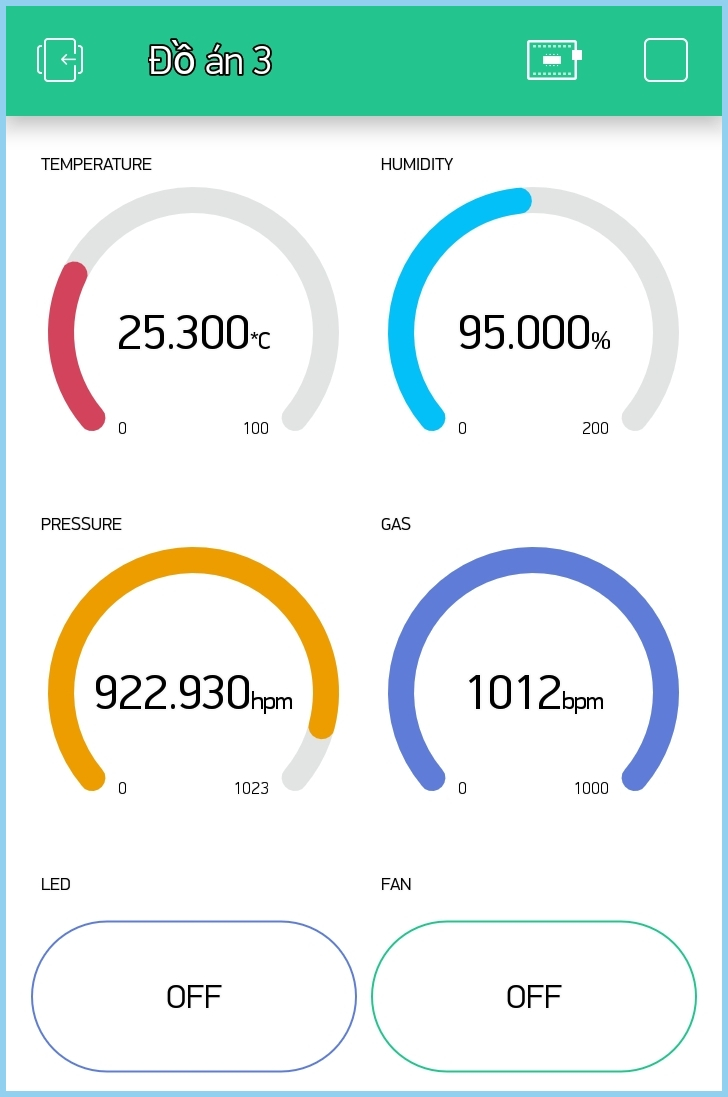 Đồ án 3
TEMPERATURE
HUMIDITY
25.300*C
95.000%
0 100
0 200
PRESSURE
GAS
922.930hpm
1012bpm
0 1023
0 1000
LED
FAN
OFF
OFF